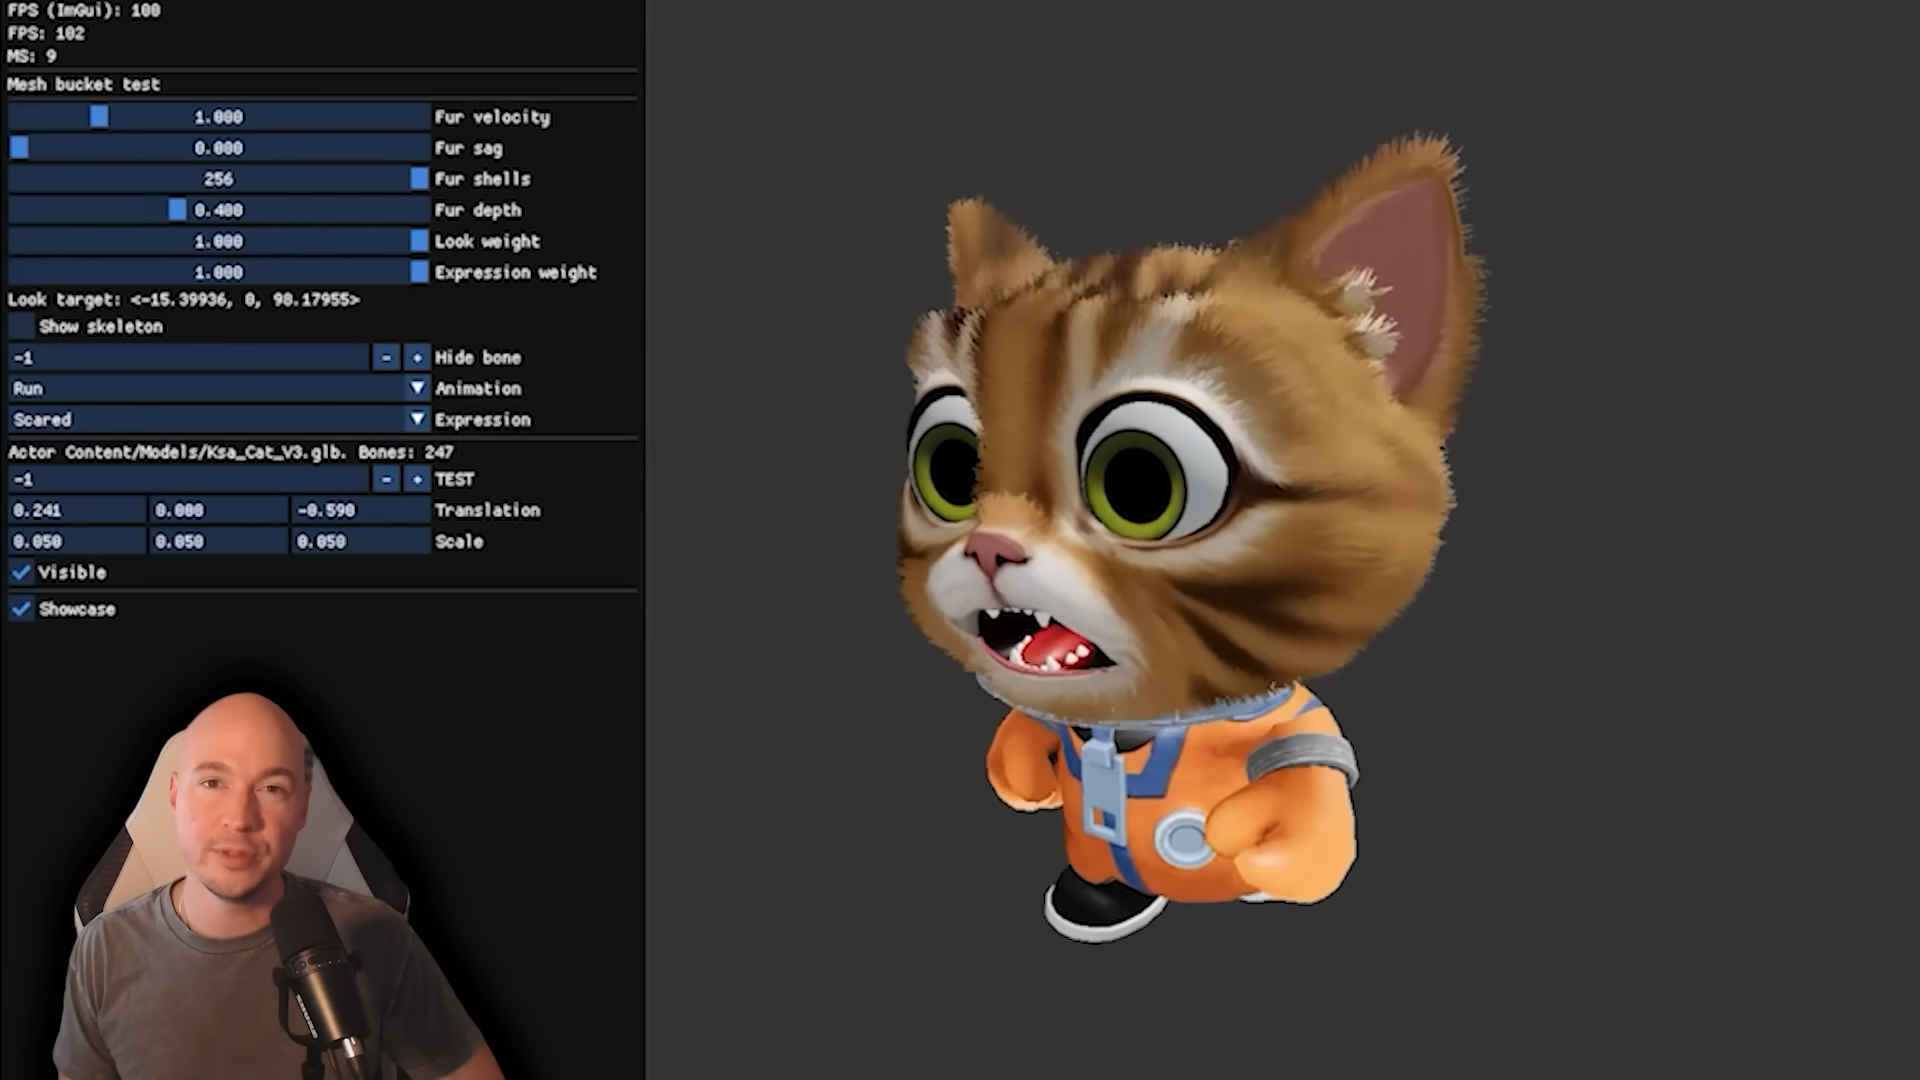 FPS (ImGui): 100
FPS: 102
MS: 9
Mesh bucket test
1.000 Fur velocity
0.000 Fur sag
256 Fur shells
0.400 Fur depth
1.000 Look weight
1.000 Expression weight
Look target: <-15.39936, 0, 98.17955>
Show skeleton
-1 - + Hide bone
Run Animation
Scared Expression
Actor Content/Models/Ksa_Cat_V3.glb. Bones: 247
-1 - + TEST
0.241 0.000 -0.590 Translation
0.050 0.050 0.050 Scale
Visible
Showcase